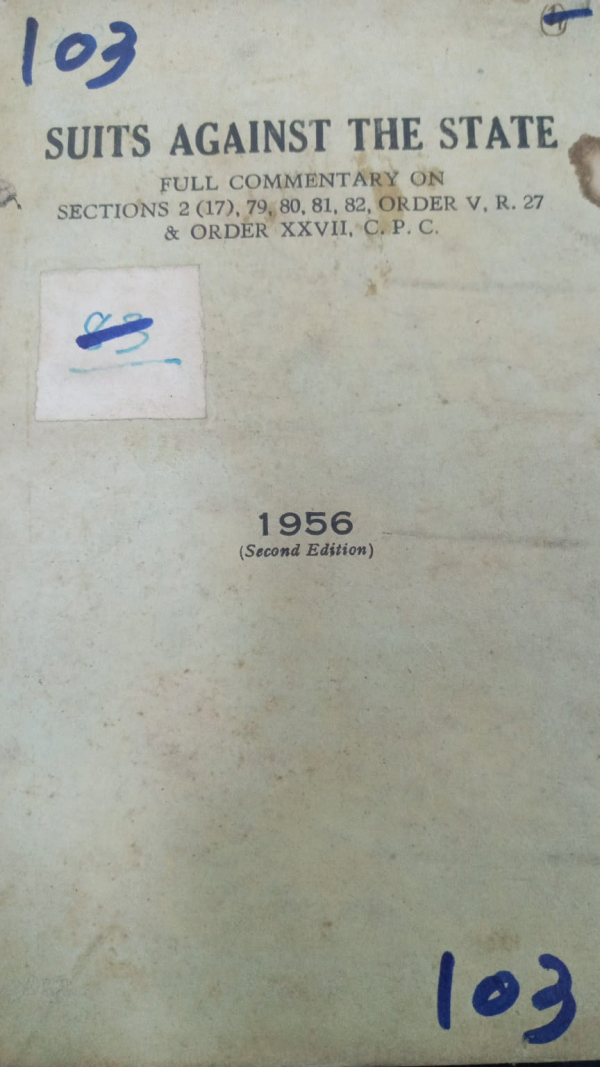 103
SUITS AGAINST THE STATE
FULL COMMENTARY ON
SECTIONS 2 (17), 79, 80, 81, 82, ORDER V, R. 27
& ORDER XXVII, C. P. C.
83
1956
(Second Edition)
103